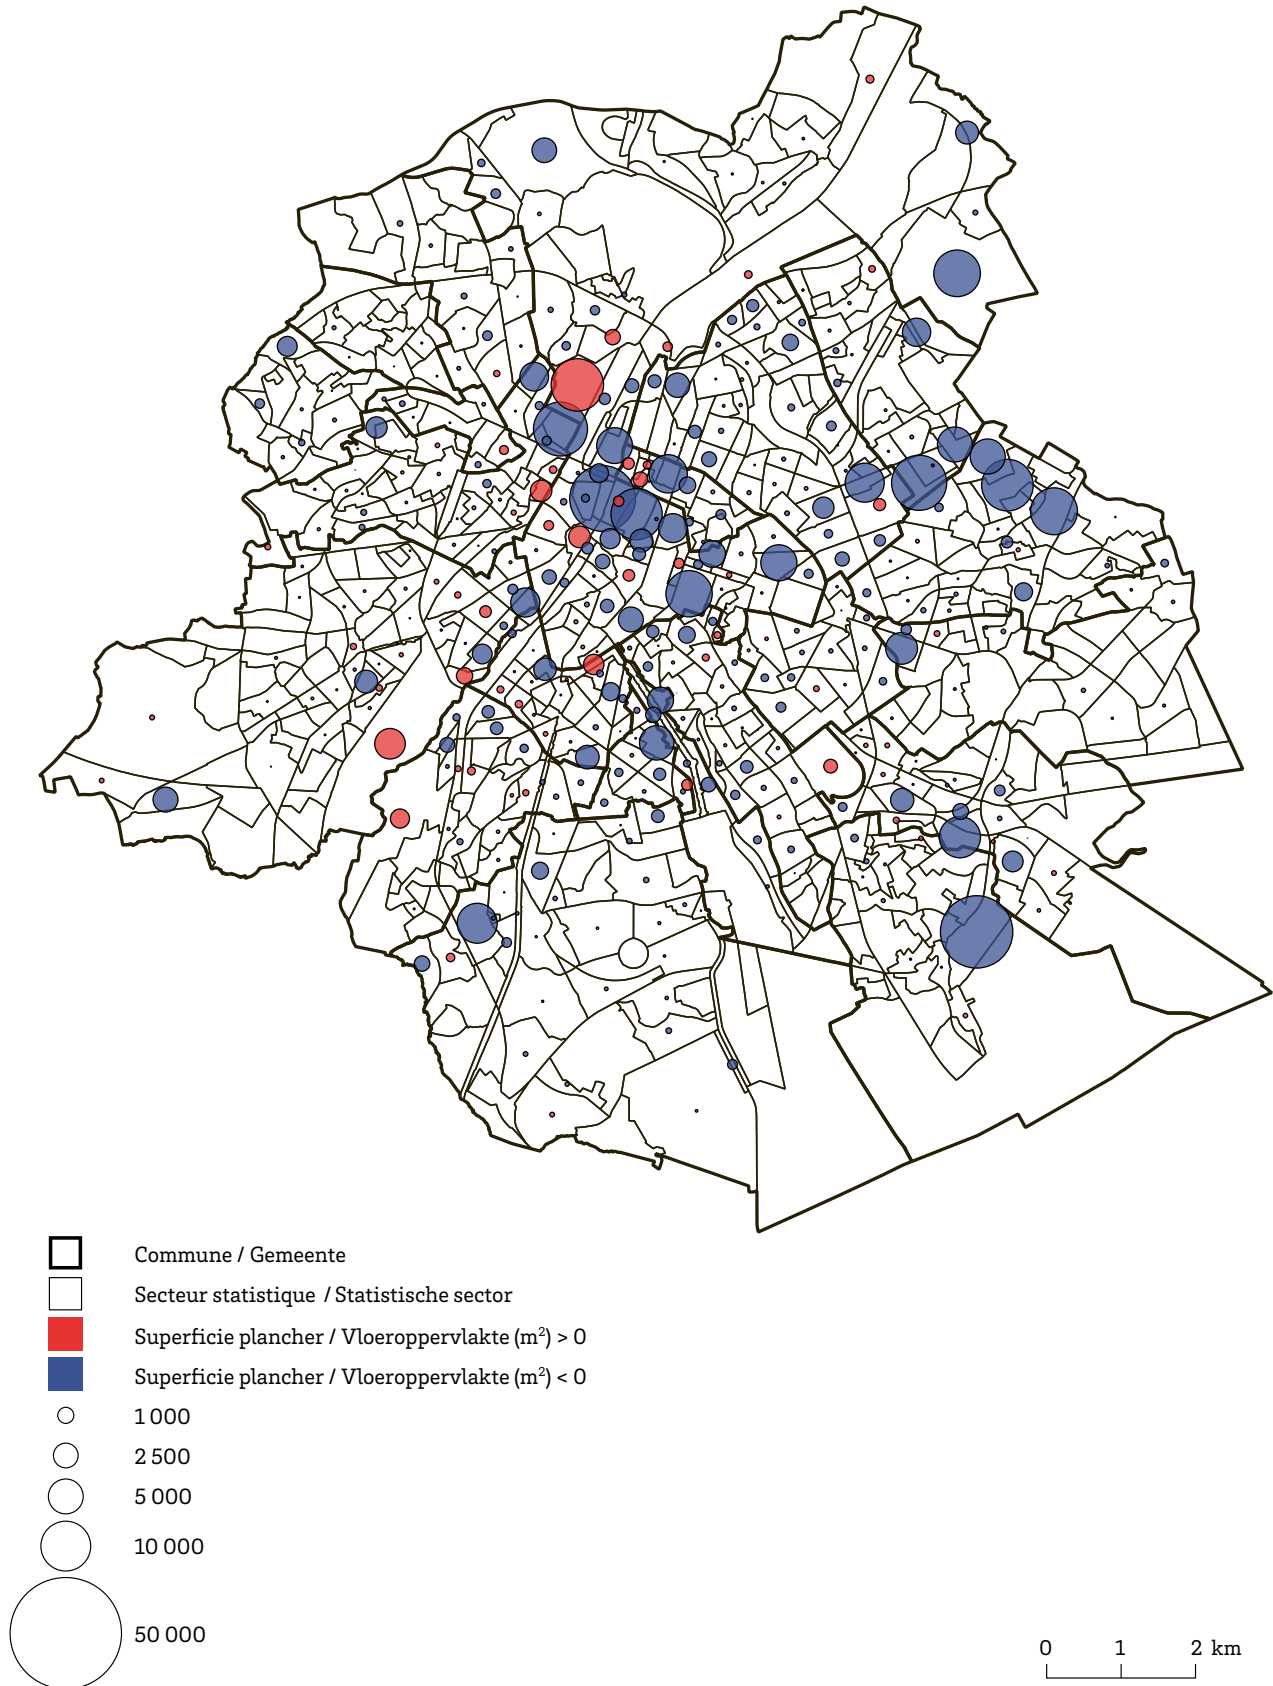 Commune / Gemeente
Secteur statistique / Statistische sector
Superficie plancher / Vloeroppervlakte (m²) > 0
Superficie plancher / Vloeroppervlakte (m²) < 0
1 000
2 500
5 000
10 000
50 000
0 1 2 km